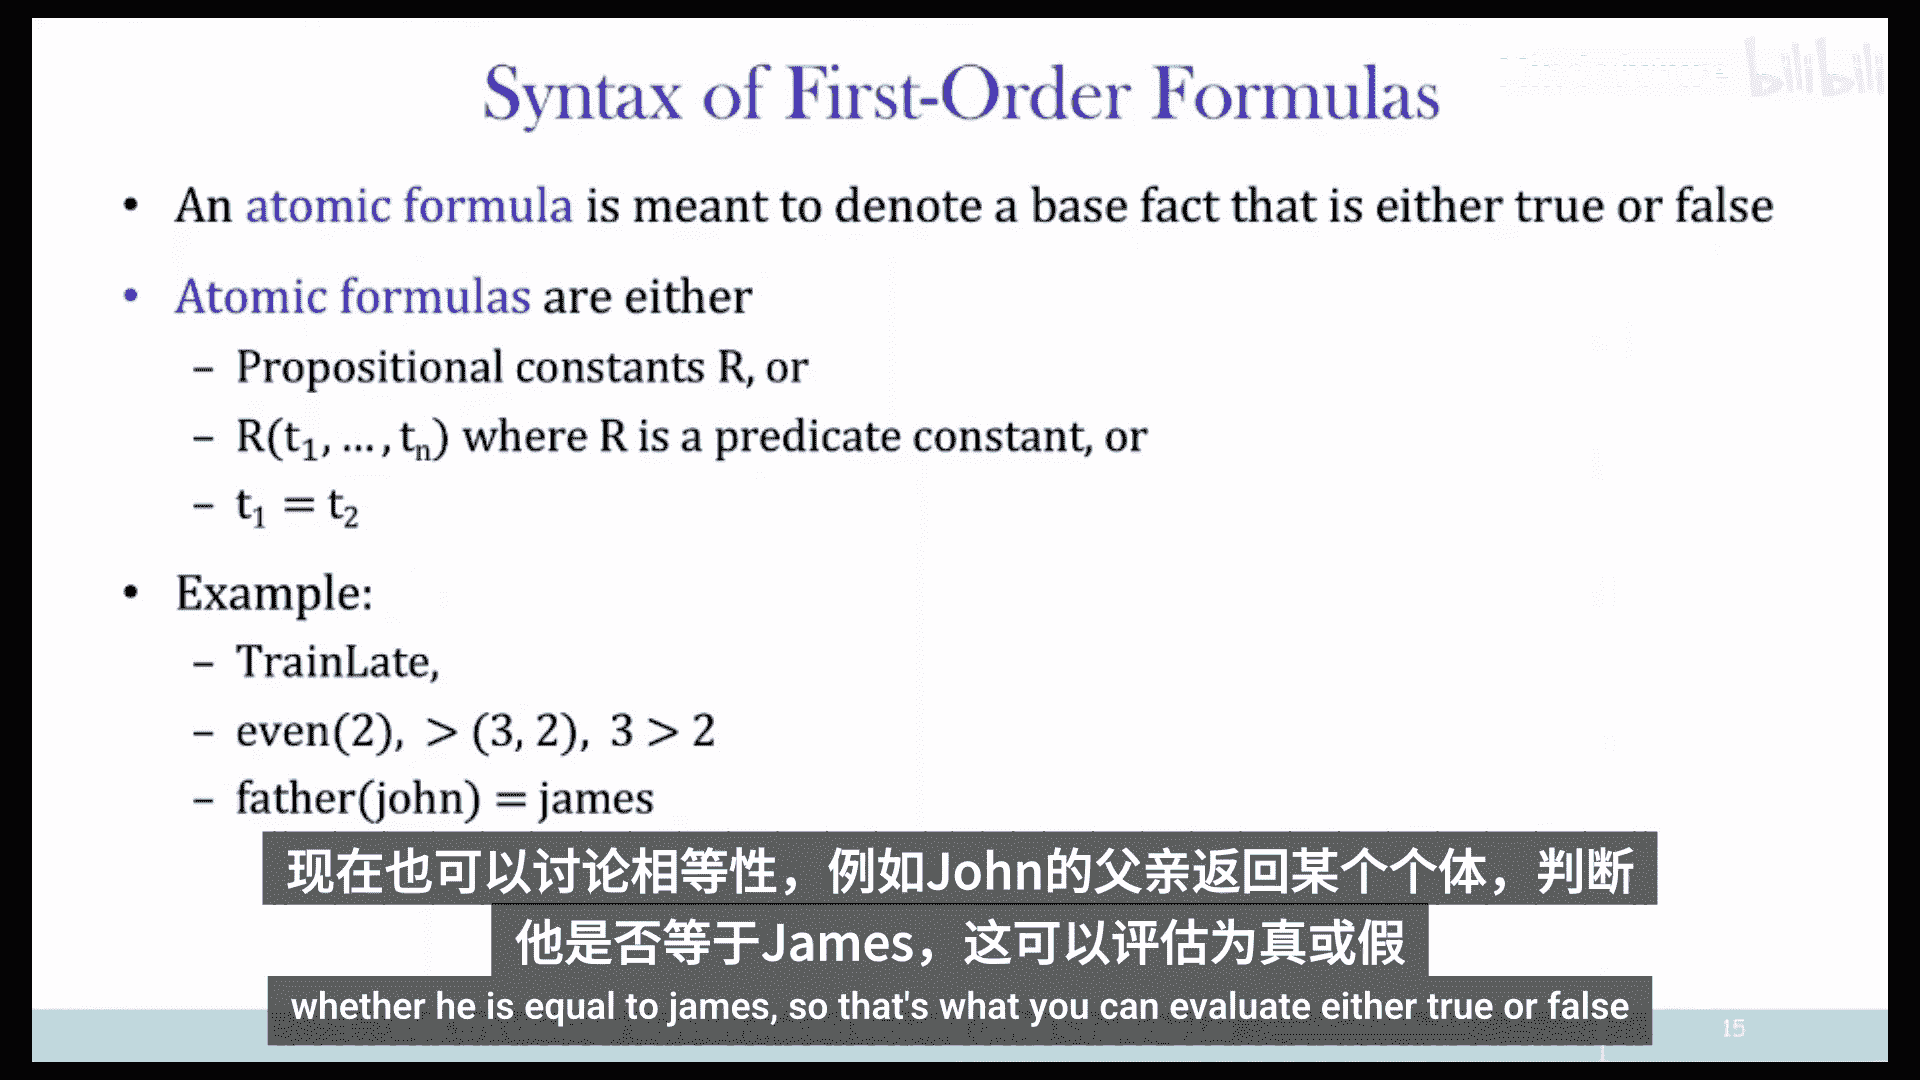 Syntax of First-Order Formulas
bilibili
• An atomic formula is meant to denote a base fact that is either true or false
• Atomic formulas are either
– Propositional constants R, or
– R(t₁, … , tₙ) where R is a predicate constant, or
– t₁ = t₂
• Example:
– TrainLate,
– even(2), > (3, 2), 3 > 2
– father(john) = james
现在也可以讨论相等性，例如John的父亲返回某个个体，判断
他是否等于James，这可以评估为真或假
whether he is equal to james, so that's what you can evaluate either true or false
15